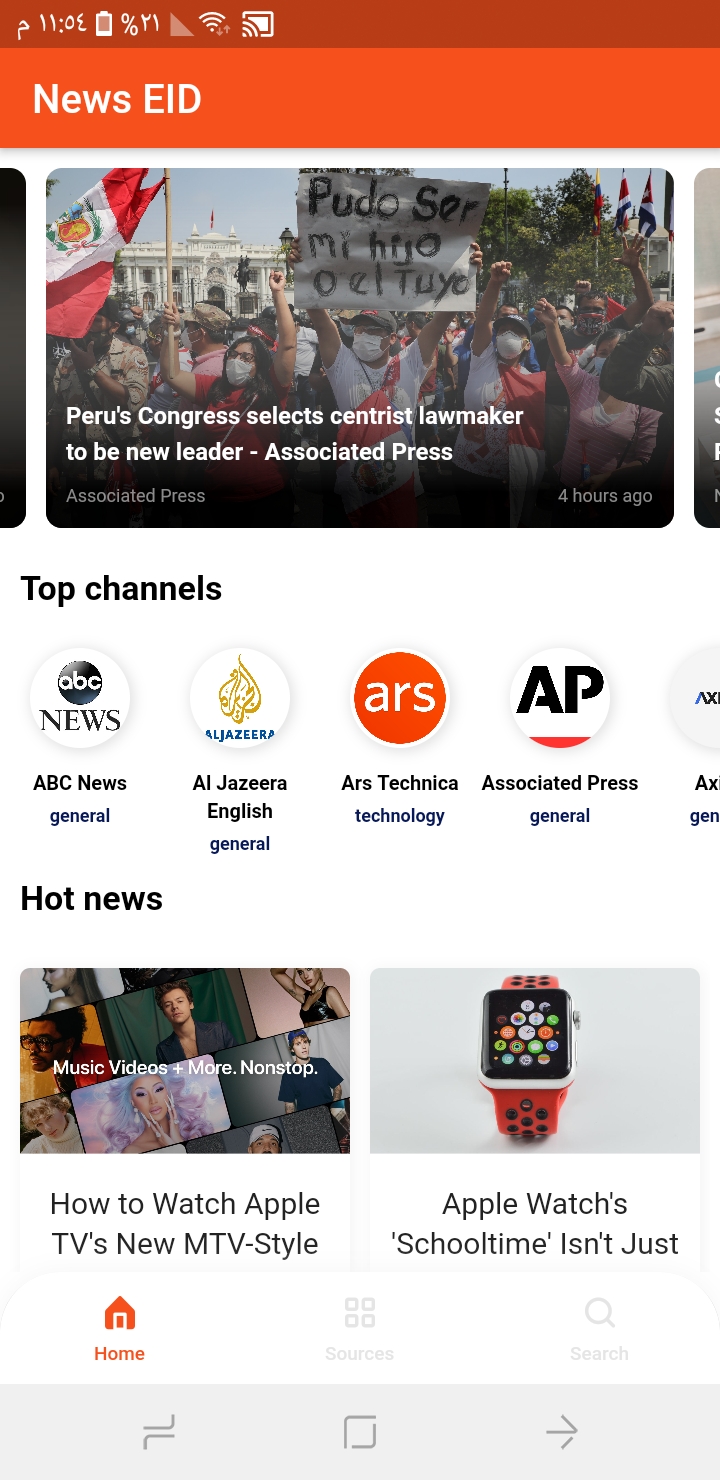 م ١١:٥٤ %٢١
News EID
Pudo Ser
mi hijo
o el Tuyo
Peru's Congress selects centrist lawmaker
to be new leader - Associated Press
Associated Press
4 hours ago
Top channels
abc
NEWS
ALJAZEERA
ars
AP
AXI
ABC News
general
Al Jazeera
English
general
Ars Technica
technology
Associated Press
general
Axi
gen
Hot news
Music Videos + More. Nonstop.
How to Watch Apple
TV's New MTV-Style
Apple Watch's
'Schooltime' Isn't Just
Home
Sources
Search